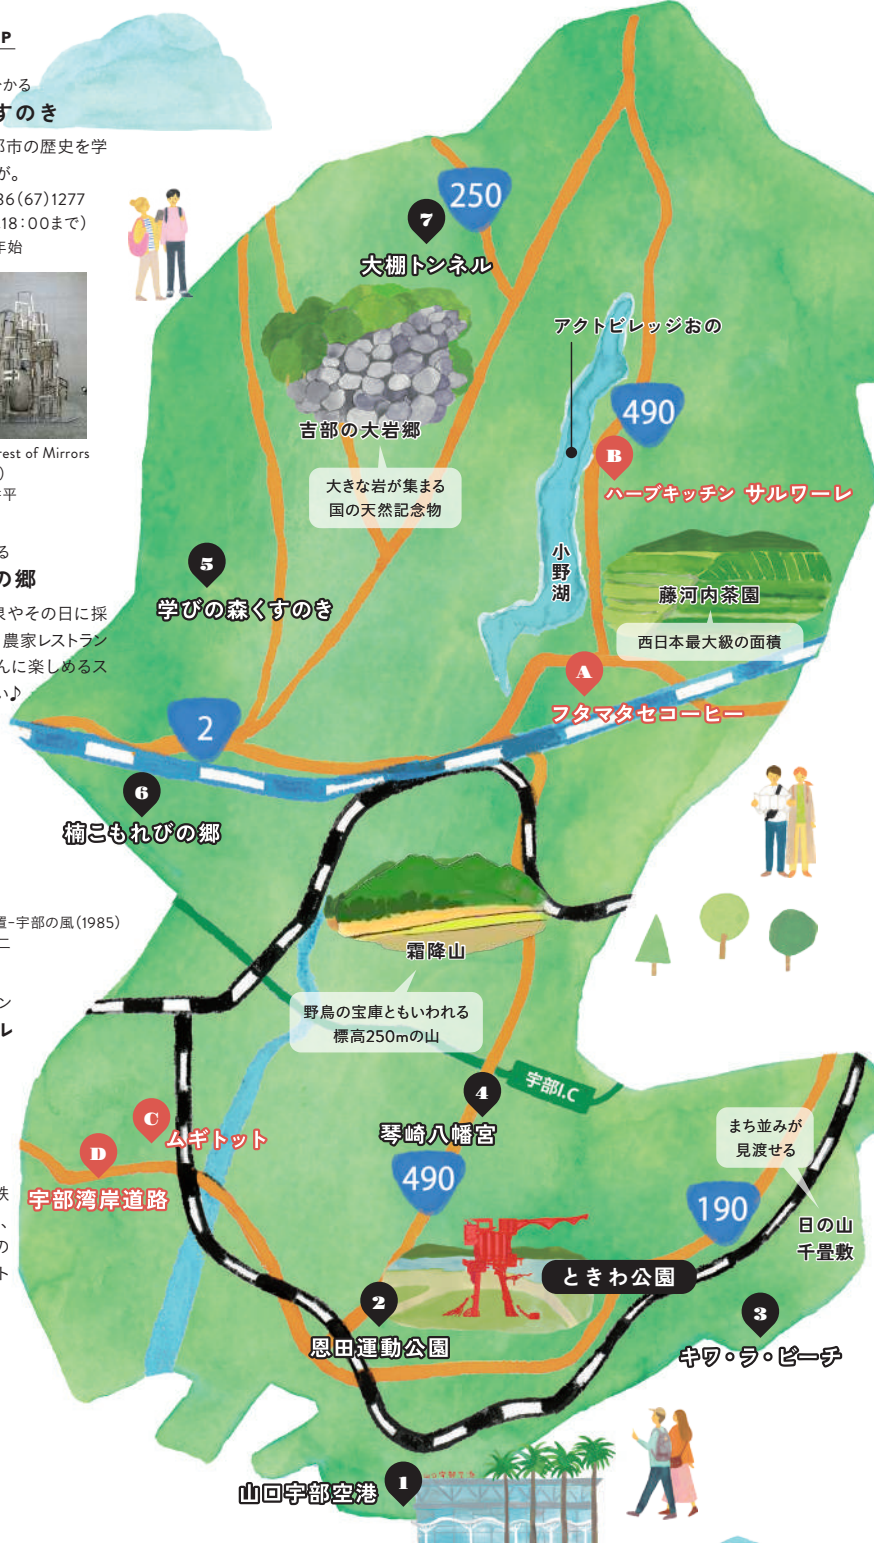 P
かる
すのき
部市の歴史を学
が。
36(67)1277
18:00まで)
年始
rest of Mirrors
)
平
る
の郷
泉やその日に採
農家レストラン
んに楽しめるス
い♪
置-宇部の風(1985)
二
ン
レ
鉄
、
の
ト
250
7
大棚トンネル
アクトビレッジおの
490
吉部の大岩郷
B
ハーブキッチン サルワーレ
大きな岩が集まる
国の天然記念物
5
学びの森くすのき
小野湖
藤河内茶園
西日本最大級の面積
A
フタマタセコーヒー
2
6
楠こもれびの郷
霜降山
野鳥の宝庫ともいわれる
標高250mの山
宇部I.C
4
琴崎八幡宮
C
ムギトット
D
宇部湾岸道路
まち並みが
見渡せる
490
190
日の山
千畳敷
ときわ公園
2
恩田運動公園
3
キワ・ラ・ビーチ
1
山口宇部空港